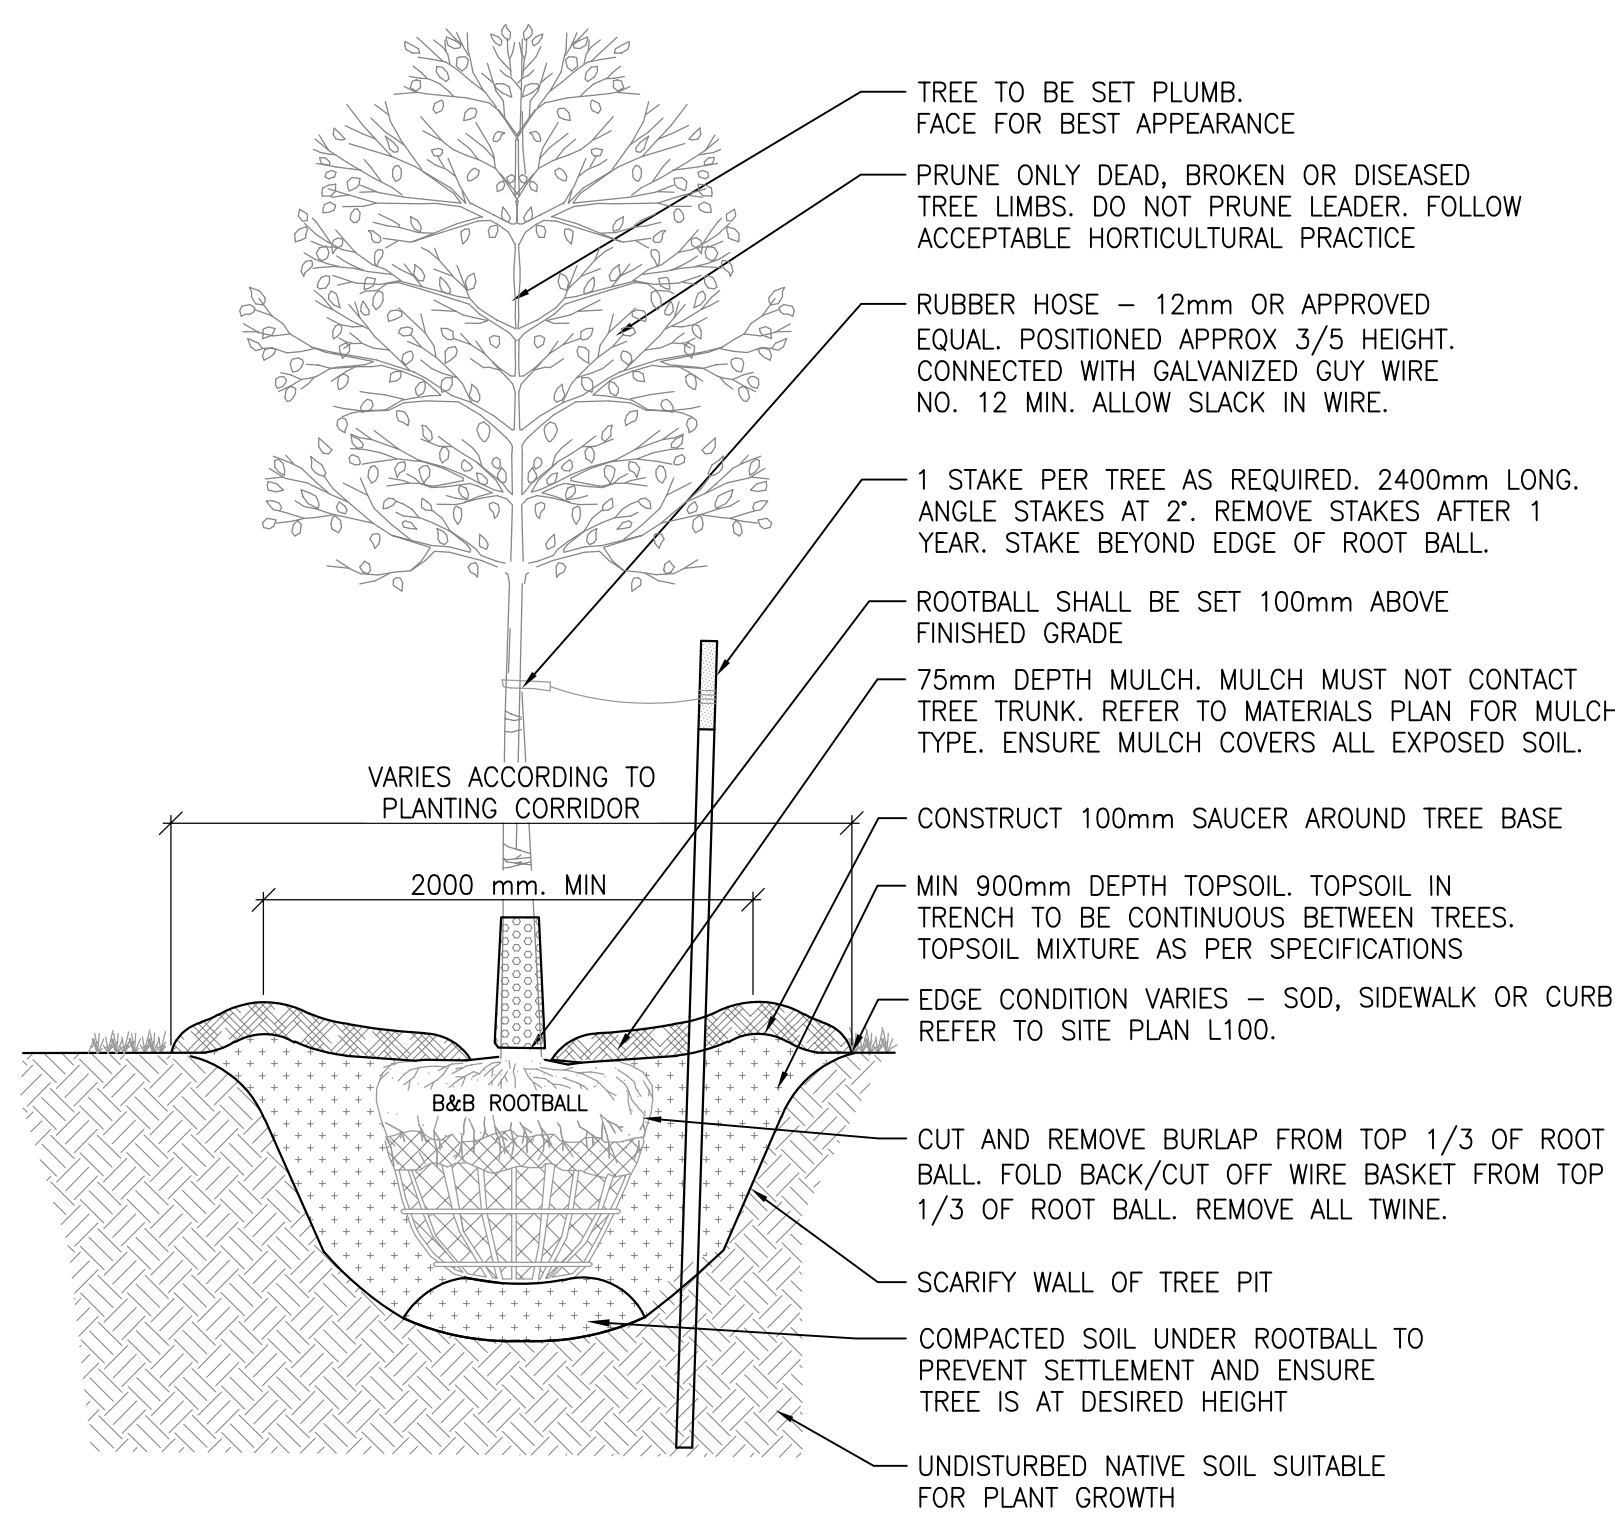 TREE TO BE SET PLUMB.
FACE FOR BEST APPEARANCE
PRUNE ONLY DEAD, BROKEN OR DISEASED
TREE LIMBS. DO NOT PRUNE LEADER. FOLLOW
ACCEPTABLE HORTICULTURAL PRACTICE
RUBBER HOSE – 12mm OR APPROVED
EQUAL. POSITIONED APPROX 3/5 HEIGHT.
CONNECTED WITH GALVANIZED GUY WIRE
NO. 12 MIN. ALLOW SLACK IN WIRE.
1 STAKE PER TREE AS REQUIRED. 2400mm LONG.
ANGLE STAKES AT 2°. REMOVE STAKES AFTER 1
YEAR. STAKE BEYOND EDGE OF ROOT BALL.
ROOTBALL SHALL BE SET 100mm ABOVE
FINISHED GRADE
75mm DEPTH MULCH. MULCH MUST NOT CONTACT
TREE TRUNK. REFER TO MATERIALS PLAN FOR MULCH
TYPE. ENSURE MULCH COVERS ALL EXPOSED SOIL.
VARIES ACCORDING TO
PLANTING CORRIDOR
CONSTRUCT 100mm SAUCER AROUND TREE BASE
2000 mm. MIN
MIN 900mm DEPTH TOPSOIL. TOPSOIL IN
TRENCH TO BE CONTINUOUS BETWEEN TREES.
TOPSOIL MIXTURE AS PER SPECIFICATIONS
EDGE CONDITION VARIES – SOD, SIDEWALK OR CURB
REFER TO SITE PLAN L100.
B&B ROOTBALL
CUT AND REMOVE BURLAP FROM TOP 1/3 OF ROOT
BALL. FOLD BACK/CUT OFF WIRE BASKET FROM TOP
1/3 OF ROOT BALL. REMOVE ALL TWINE.
SCARIFY WALL OF TREE PIT
COMPACTED SOIL UNDER ROOTBALL TO
PREVENT SETTLEMENT AND ENSURE
TREE IS AT DESIRED HEIGHT
UNDISTURBED NATIVE SOIL SUITABLE
FOR PLANT GROWTH